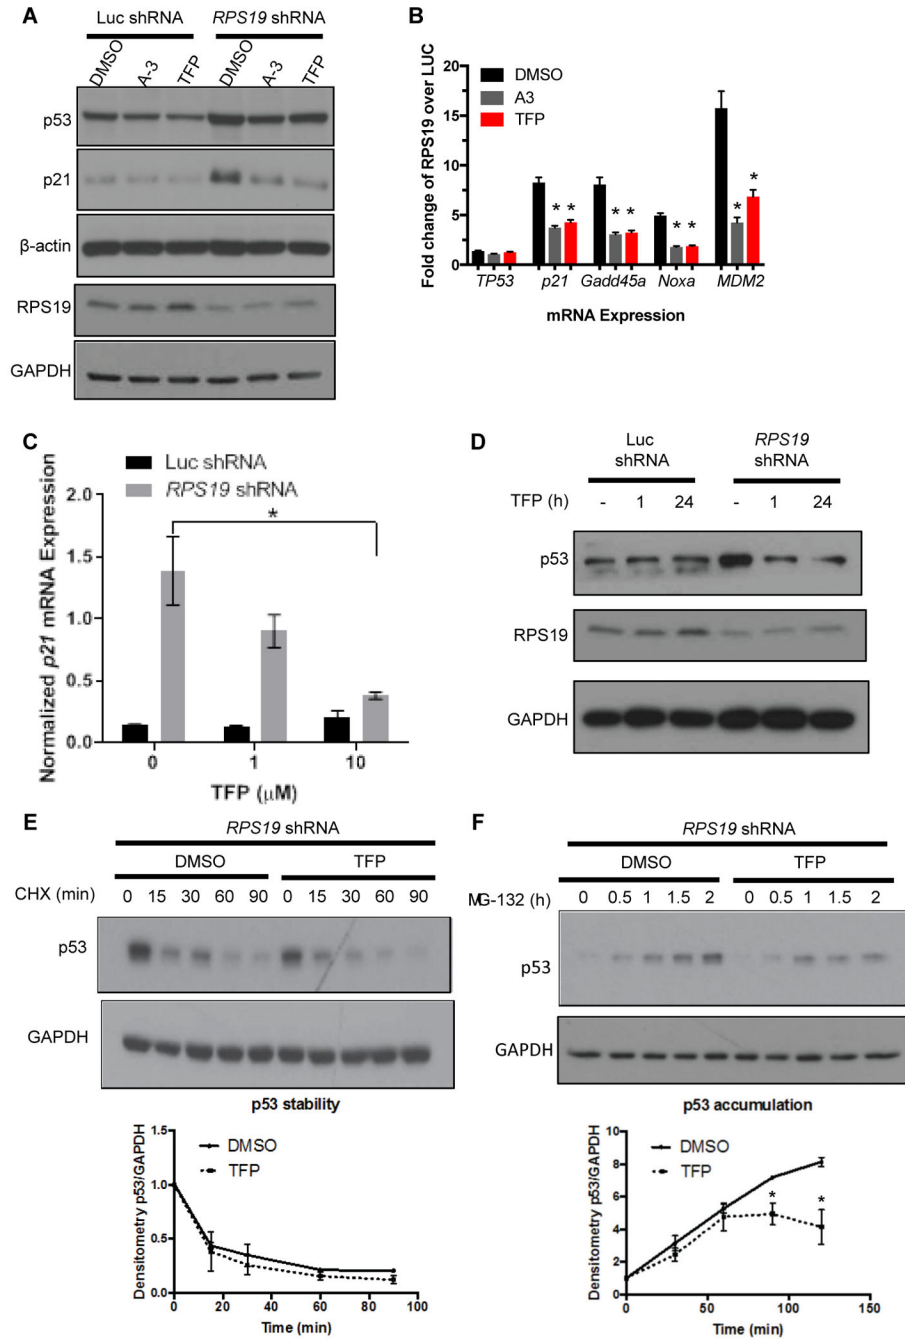 A
Luc shRNA RPS19 shRNA
DMSO A-3 TFP DMSO A-3 TFP
p53
p21
β-actin
RPS19
GAPDH
B
Fold change of RPS19 over LUC
20
15
10
5
0
DMSO
A3
TFP
* * * * * * * *
TP53 p21 Gadd45a Noxa MDM2
mRNA Expression
C
Luc shRNA
RPS19 shRNA
Normalized p21 mRNA Expression
2.0
1.5
1.0
0.5
0.0
*
0 1 10
TFP (μM)
D
Luc
shRNA
RPS19
shRNA
TFP (h) - 1 24 - 1 24
p53
RPS19
GAPDH
E
RPS19 shRNA
DMSO TFP
CHX (min) 0 15 30 60 90 0 15 30 60 90
p53
GAPDH
p53 stability
Densitometry p53/GAPDH
1.5
1.0
0.5
0.0
DMSO
TFP
0 20 40 60 80 100
Time (min)
F
RPS19 shRNA
DMSO TFP
MG-132 (h) 0 0.5 1 1.5 2 0 0.5 1 1.5 2
p53
GAPDH
p53 accumulation
Densitometry p53/GAPDH
10
8
6
4
2
0
DMSO
TFP
* *
0 50 100 150
Time (min)